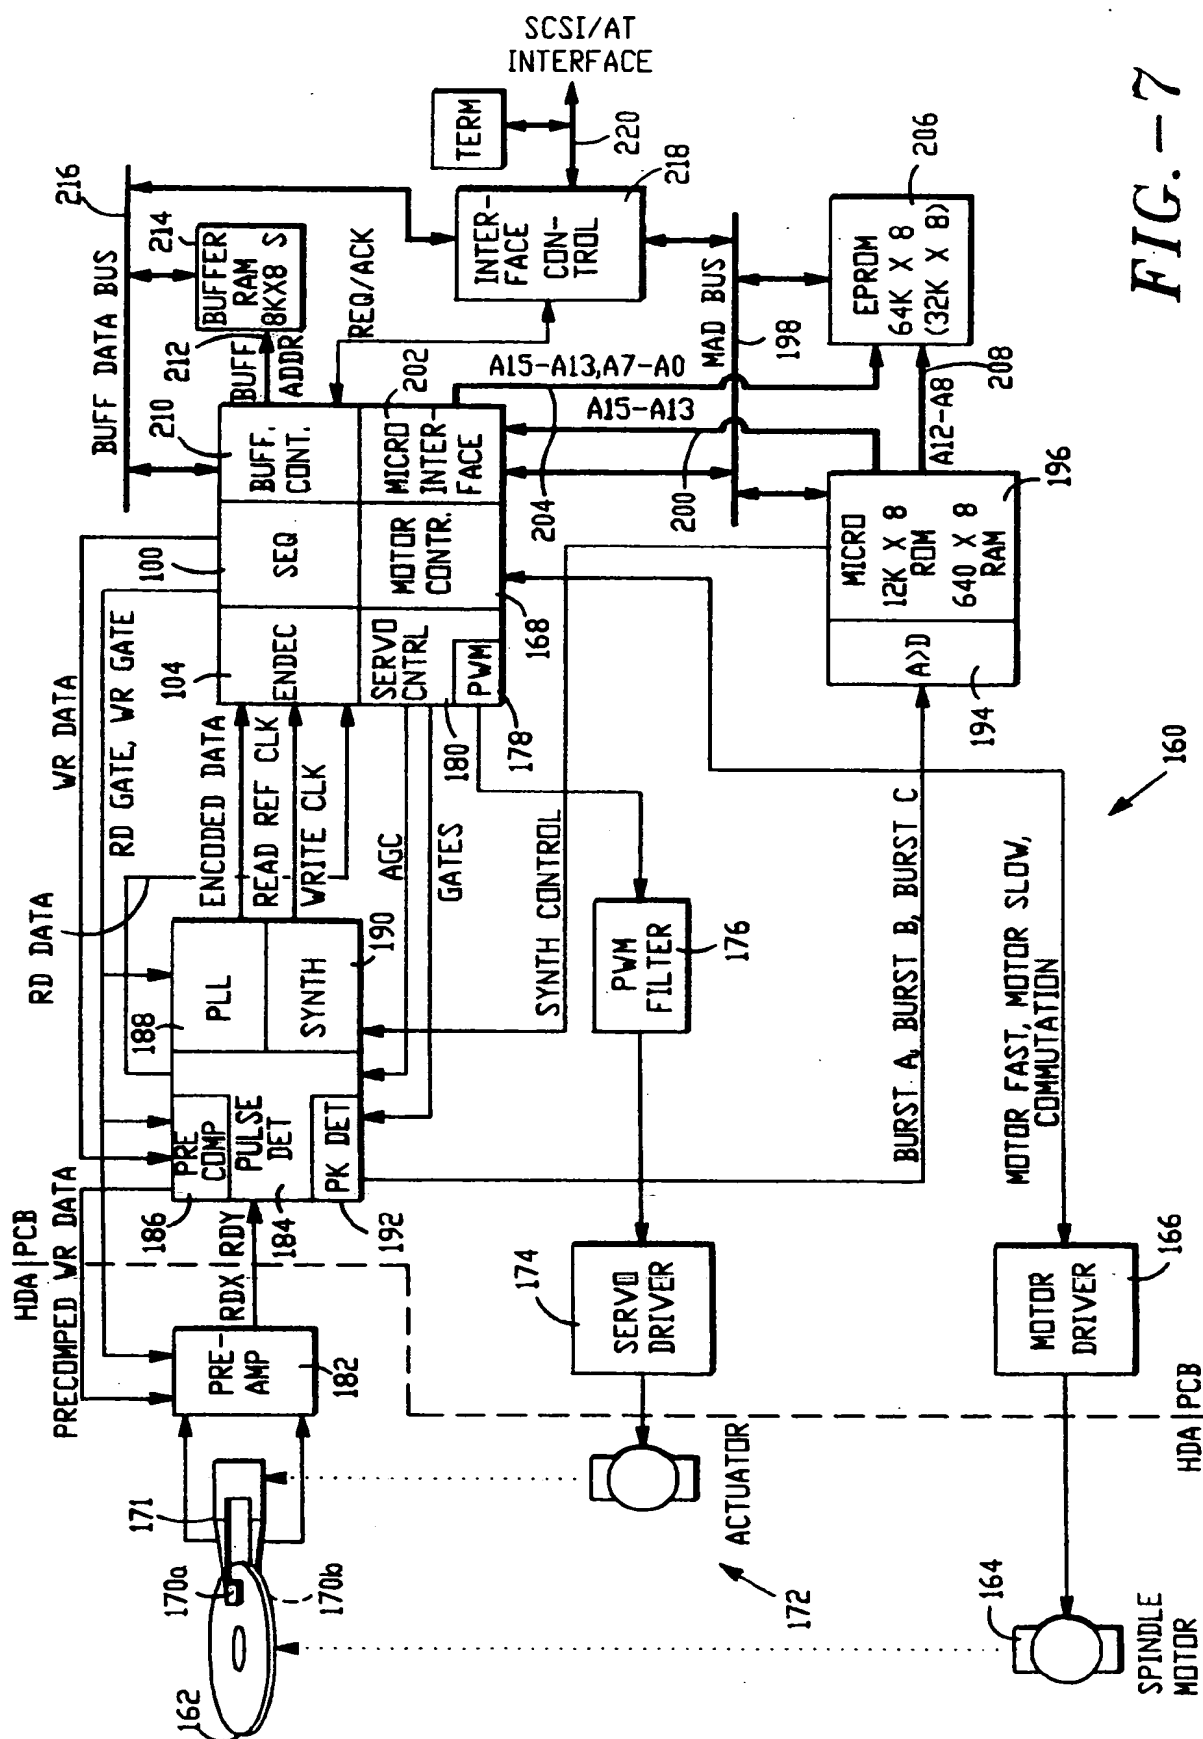 HDA | PCB
PRECOMPED WR DATA
WR DATA
RD GATE, WR GATE
RD DATA
BUFF DATA BUS
216
162
170a
170b
171
PRE-
AMP
182
RDX
RDY
186
184
192
PRE
COMP
PULSE
DET
PK DET
188
PLL
SYNTH
190
ENCODED DATA
READ REF CLK
WRITE CLK
AGC
GATES
SYNTH CONTROL
104
100
210
ENDEC
SEQ
BUFF.
CONT.
SERVO
CNTRL
PWM
MOTOR
CONTR.
MICRO
INTER-
FACE
180
178
168
202
BUFF
ADDR
212
214
BUFFER
RAM
8KX8 S
REQ/ACK
INTER-
FACE
CON-
TROL
218
TERM
220
SCSI/AT
INTERFACE
A15-A13,A7-A0
A15-A13
204
200
MAD BUS
198
PWM
FILTER
176
SERVO
DRIVER
174
ACTUATOR
172
BURST A, BURST B, BURST C
A>D
194
MICRO
12K X 8
ROM
640 X 8
RAM
196
A12-A8
208
EPROM
64K X 8
(32K X 8)
206
MOTOR FAST, MOTOR SLOW,
COMMUTATION
MOTOR
DRIVER
166
164
SPINDLE
MOTOR
HDA | PCB
160
FIG.-7